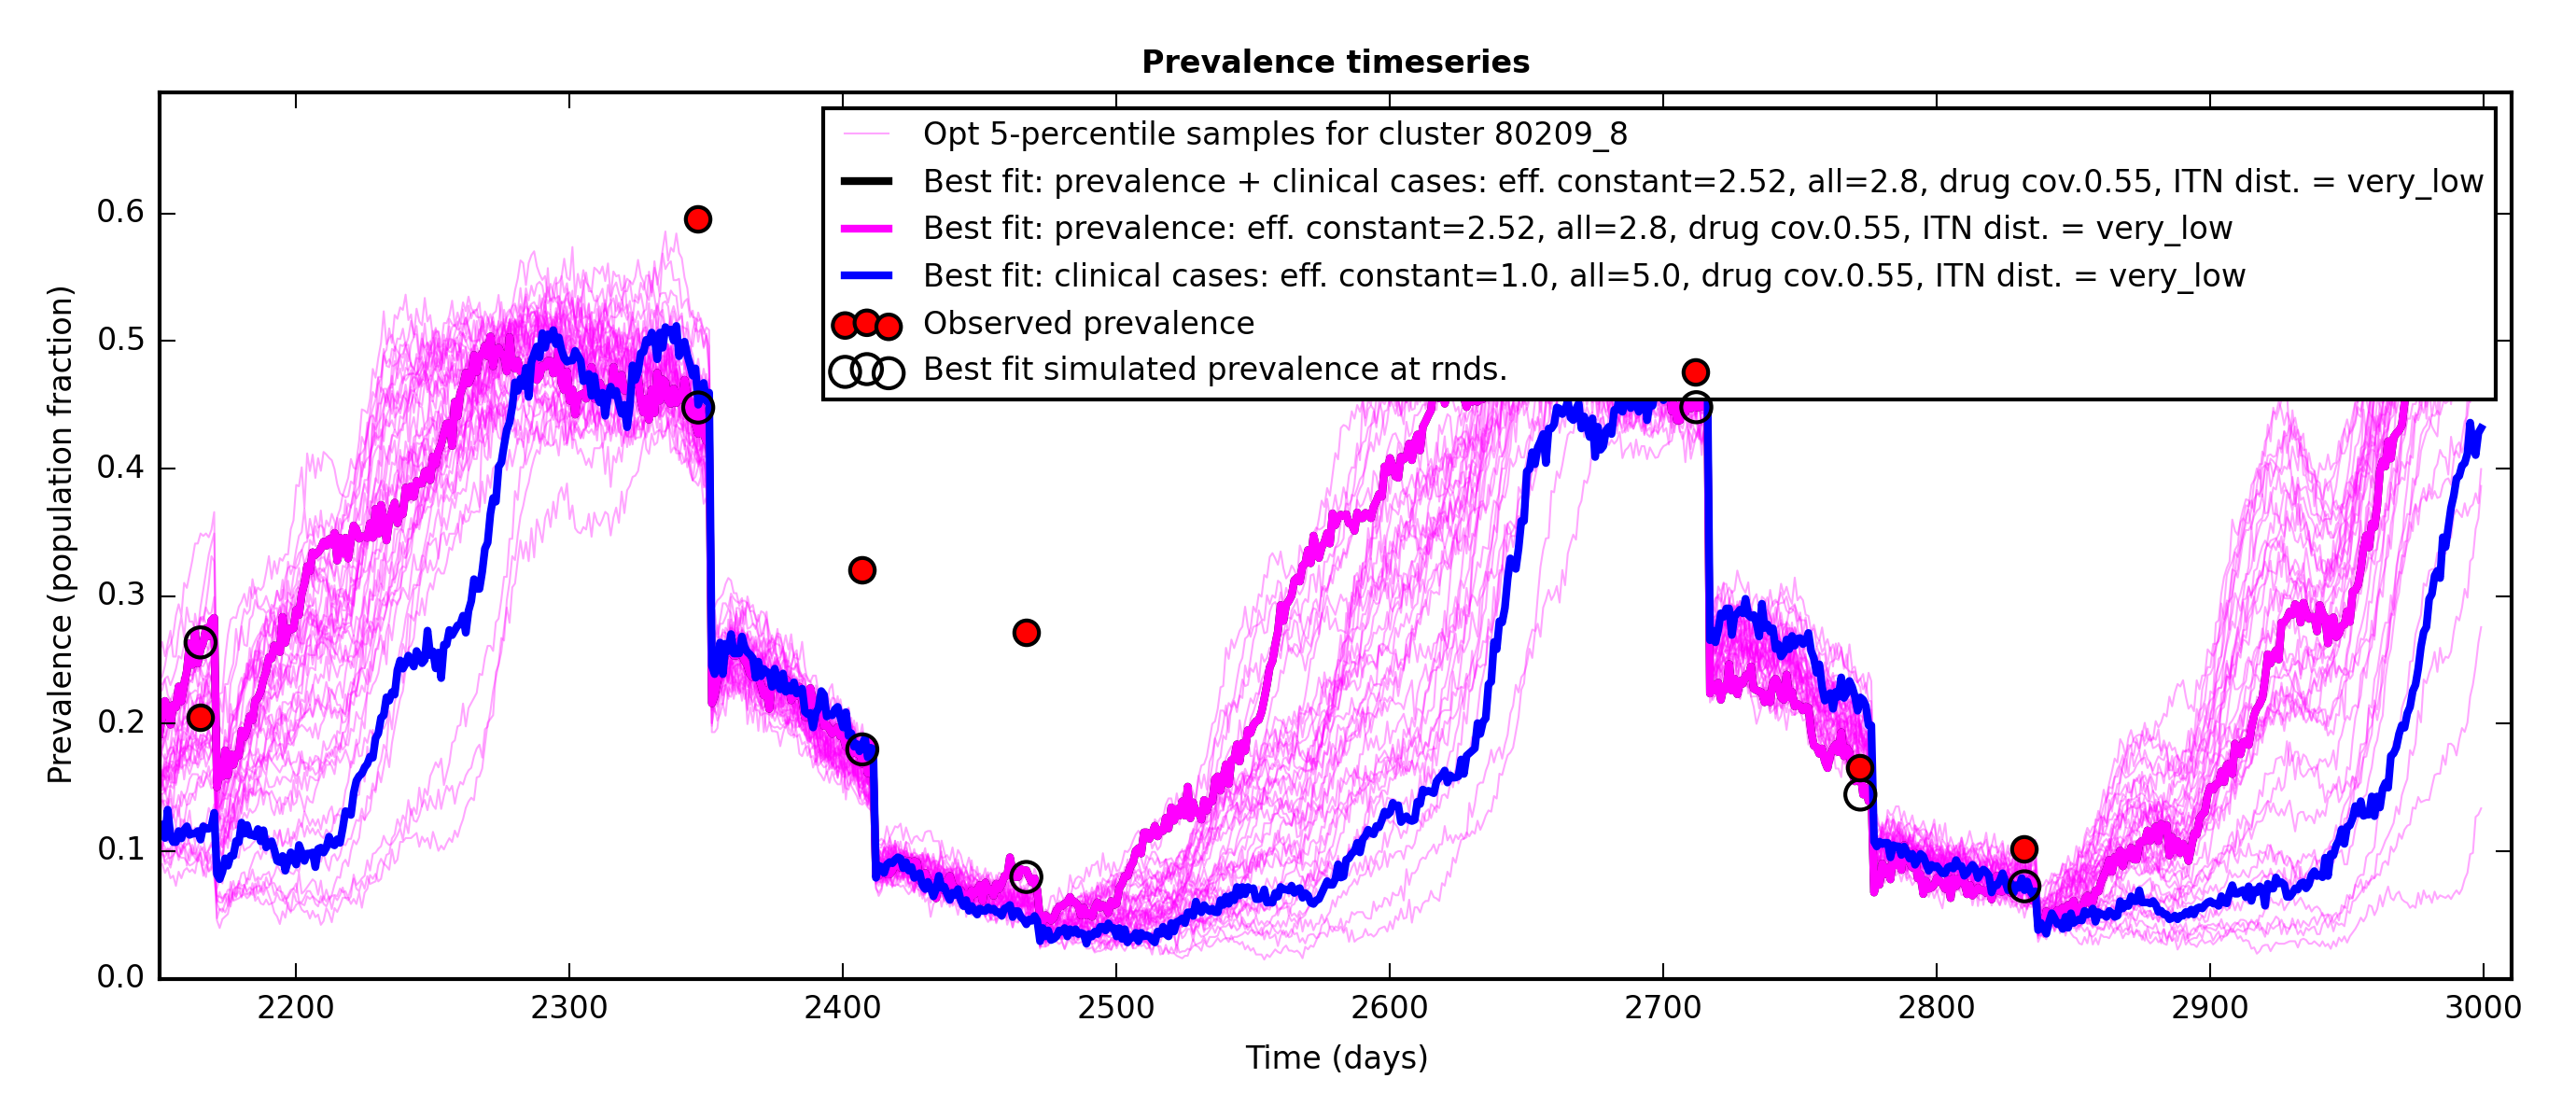 Prevalence timeseries
Opt 5-percentile samples for cluster 80209_8
Best fit: prevalence + clinical cases: eff. constant=2.52, all=2.8, drug cov.0.55, ITN dist. = very_low
Best fit: prevalence: eff. constant=2.52, all=2.8, drug cov.0.55, ITN dist. = very_low
Best fit: clinical cases: eff. constant=1.0, all=5.0, drug cov.0.55, ITN dist. = very_low
Observed prevalence
Best fit simulated prevalence at rnds.
Prevalence (population fraction)
0.6
0.5
0.4
0.3
0.2
0.1
0.0
2200 2300 2400 2500 2600 2700 2800 2900 3000
Time (days)